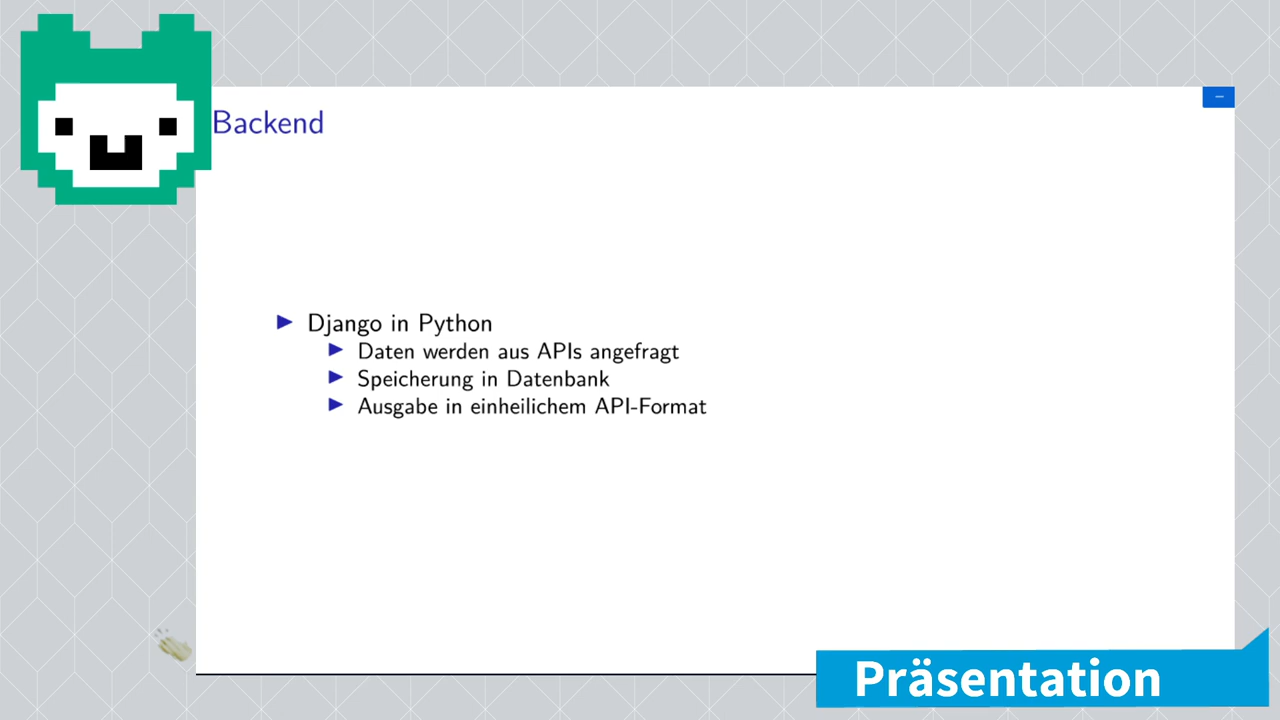 Backend
Django in Python
Daten werden aus APIs angefragt
Speicherung in Datenbank
Ausgabe in einheilichem API-Format
Präsentation